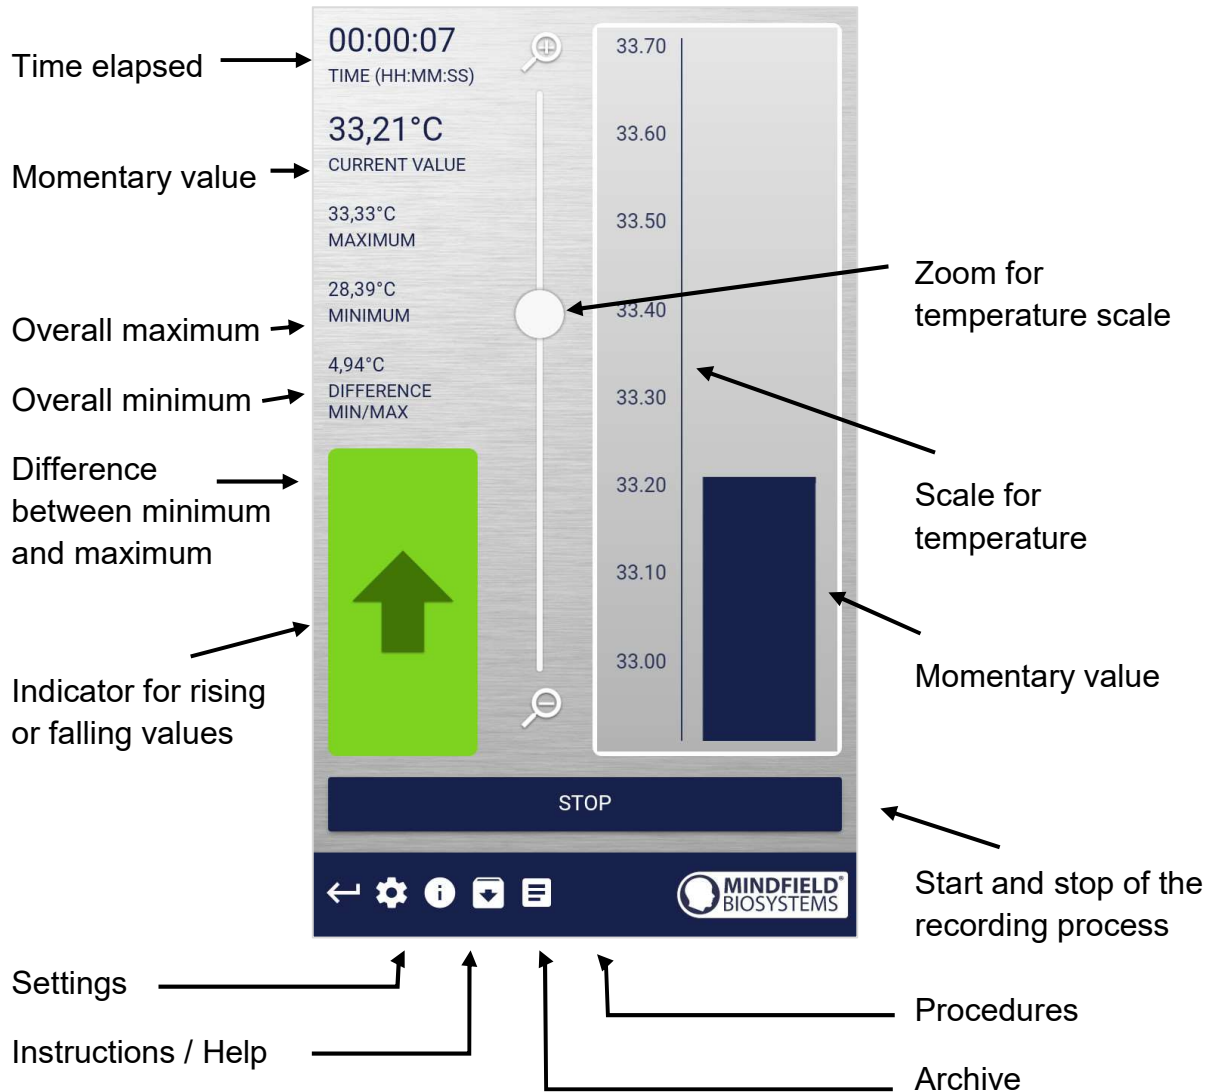 Time elapsed
Momentary value
Overall maximum
Overall minimum
Difference
between minimum
and maximum
Indicator for rising
or falling values
Settings
Instructions / Help
00:00:07
TIME (HH:MM:SS)
33,21°C
CURRENT VALUE
33,33°C
MAXIMUM
28,39°C
MINIMUM
4,94°C
DIFFERENCE
MIN/MAX
33.70
33.60
33.50
33.40
33.30
33.20
33.10
33.00
STOP
MINDFIELD®
BIOSYSTEMS
Zoom for
temperature scale
Scale for
temperature
Momentary value
Start and stop of the
recording process
Procedures
Archive